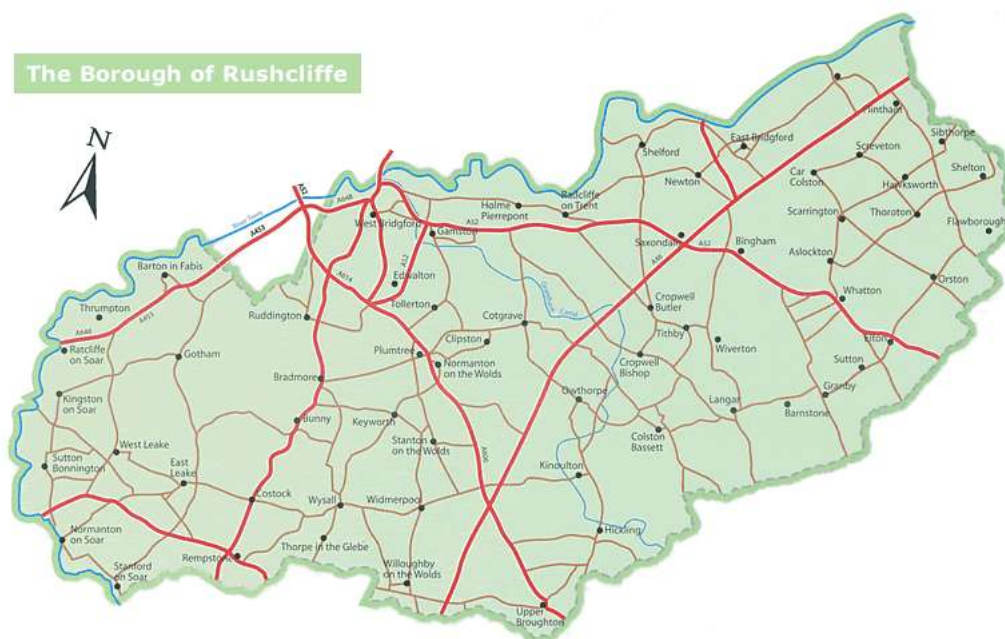 The Borough of Rushcliffe
N
Flintham
Sibthorpe
East Bridgford
Screveton
Shelford
Shelton
Newton
Car
Colston
Hawksworth
A52
A648
Radcliffe
on Trent
Holme
Pierrepont
West Bridgford
Scarrington
Thoroton
River Trent
A453
A52
Gamston
Flawborough
Saxondale
A52
Bingham
Aslockton
A46
Barton in Fabis
A52
A614
Edwalton
Orston
Whatton
Thrumpton
Tollerton
Grantham Canal
Cropwell
Butler
Ruddington
Cotgrave
A648
A453
Tithby
Elton
Ratcliffe
on Soar
Clipston
Wiverton
Gotham
Plumtree
Normanton
on the Wolds
Cropwell
Bishop
Sutton
Bradmore
Granby
Kingston
on Soar
Owthorpe
Langar
Barnstone
Bunny
Keyworth
Colston
Bassett
West Leake
Stanton
on the Wolds
Sutton
Bonnington
East
Leake
A606
Kinoulton
Costock
Wysall
Widmerpool
Normanton
on Soar
Hickling
Rempstone
Thorpe in the Glebe
Stanford
on Soar
Willoughby
on the Wolds
Upper
Broughton